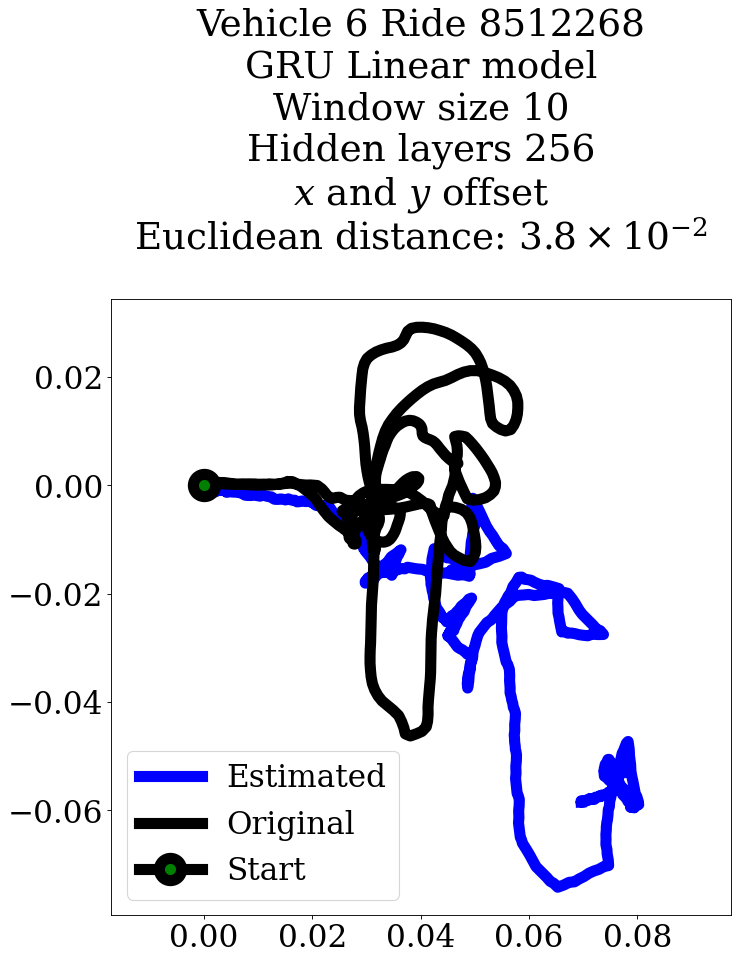 Vehicle 6 Ride 8512268
GRU Linear model
Window size 10
Hidden layers 256
x and y offset
Euclidean distance: 3.8 × 10⁻²
0.02
0.00
−0.02
−0.04
−0.06
Estimated
Original
Start
0.00 0.02 0.04 0.06 0.08